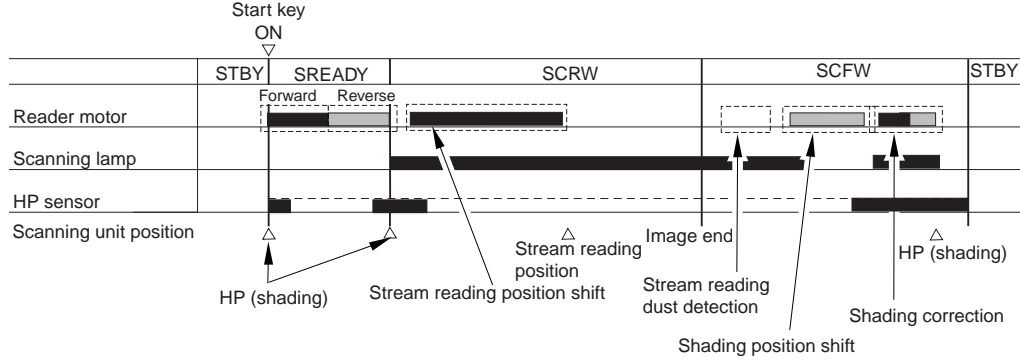 Start key
ON
STBY
SREADY
SCRW
SCFW
STBY
Forward
Reverse
Reader motor
Scanning lamp
HP sensor
Scanning unit position
HP (shading)
Stream reading
position
Stream reading position shift
Image end
Stream reading
dust detection
Shading position shift
HP (shading)
Shading correction